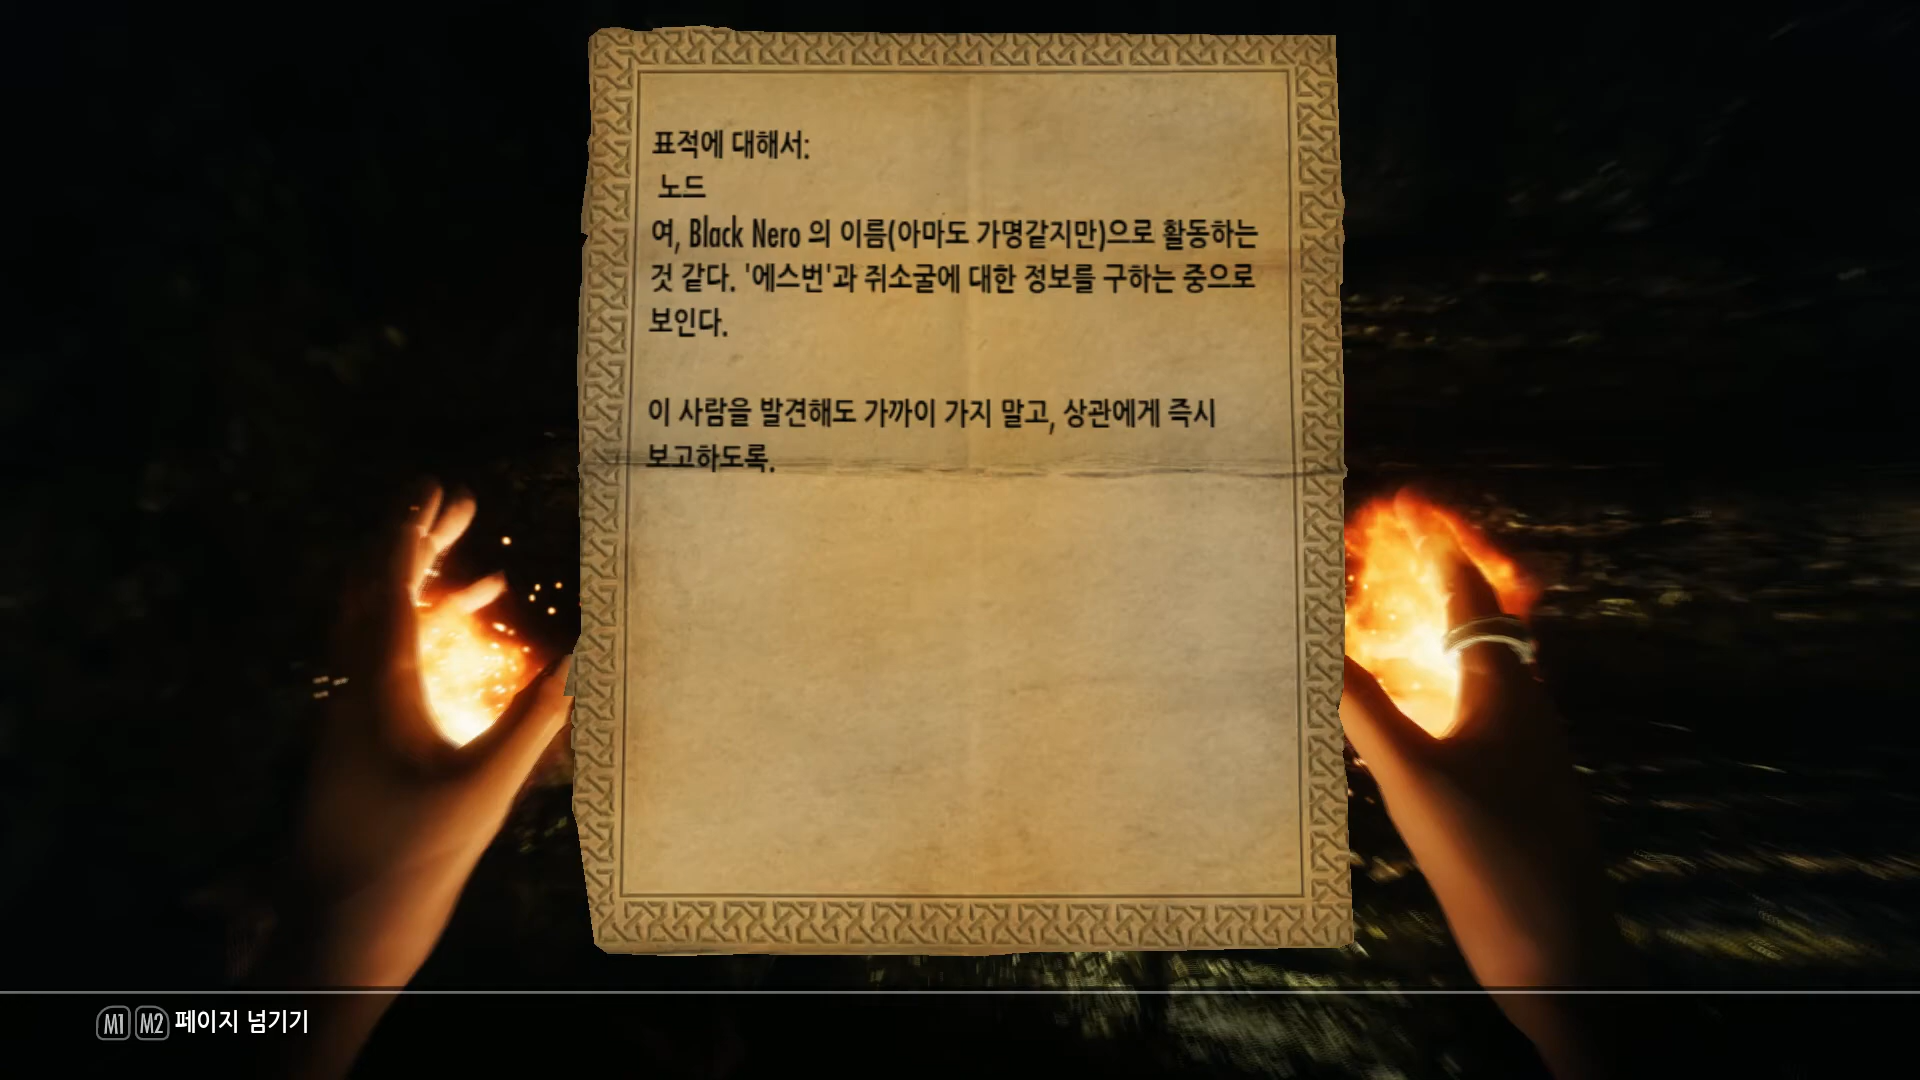 표적에 대해서:
노드
여, Black Nero 의 이름(아마도 가명같지만)으로 활동하는
것 같다. '에스번'과 쥐소굴에 대한 정보를 구하는 중으로
보인다.
이 사람을 발견해도 가까이 가지 말고, 상관에게 즉시
보고하도록.
M1 M2 페이지 넘기기